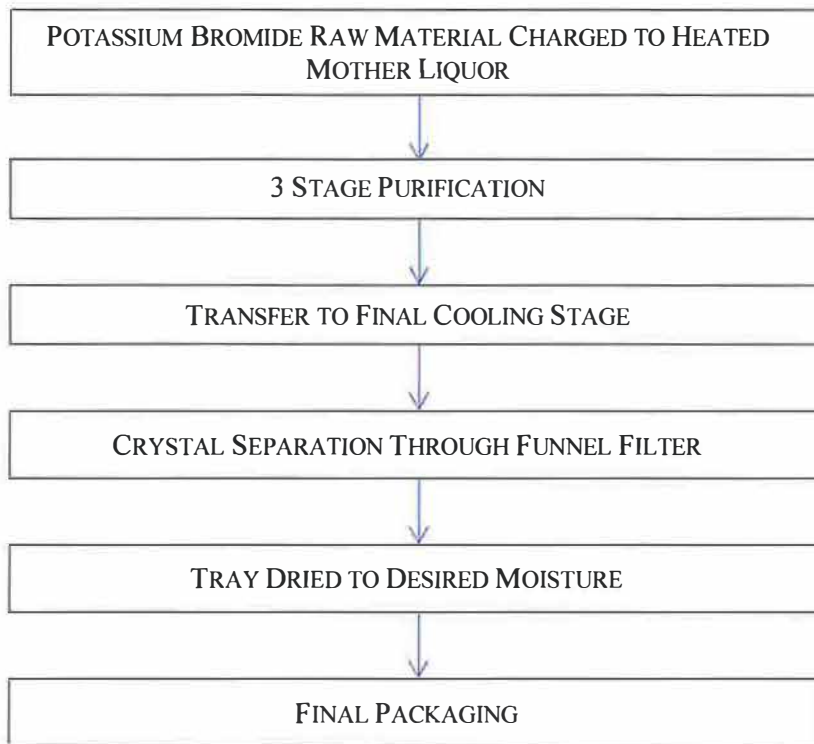 POTASSIUM BROMIDE RAW MATERIAL CHARGED TO HEATED
MOTHER LIQUOR
3 STAGE PURIFICATION
TRANSFER TO FINAL COOLING STAGE
CRYSTAL SEPARATION THROUGH FUNNEL FILTER
TRAY DRIED TO DESIRED MOISTURE
FINAL PACKAGING